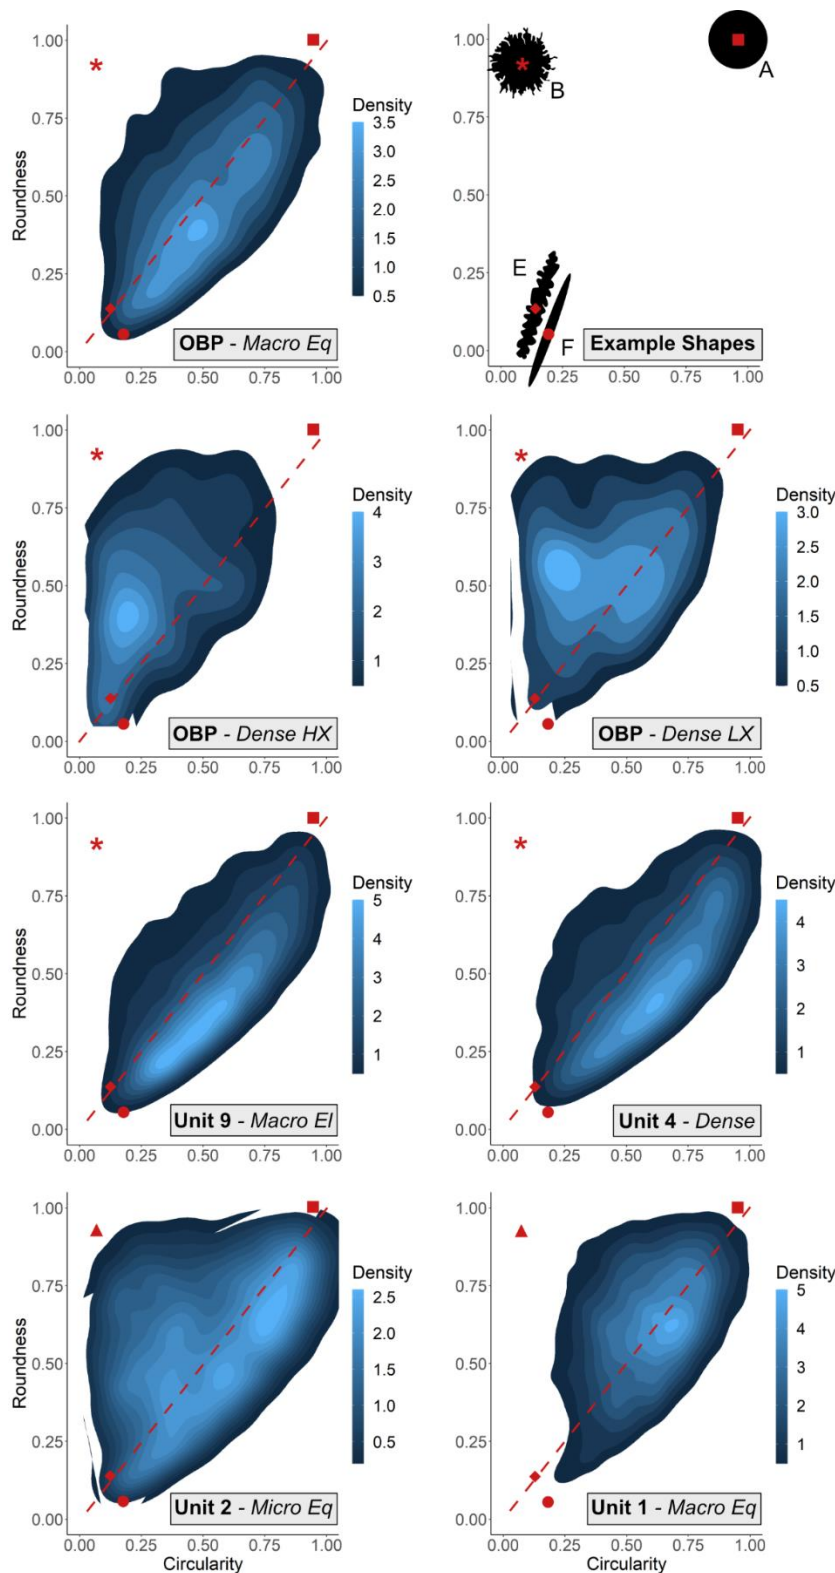 1.00
0.75
0.50
0.25
0.00
Roundness
0.00 0.25 0.50 0.75 1.00
Density
3.5
3.0
2.5
2.0
1.5
1.0
0.5
OBP - Macro Eq
1.00
0.75
0.50
0.25
0.00
0.00 0.25 0.50 0.75 1.00
A
B
E
F
Example Shapes
1.00
0.75
0.50
0.25
0.00
Roundness
0.00 0.25 0.50 0.75 1.00
Density
4
3
2
1
OBP - Dense HX
1.00
0.75
0.50
0.25
0.00
0.00 0.25 0.50 0.75 1.00
Density
3.0
2.5
2.0
1.5
1.0
0.5
OBP - Dense LX
1.00
0.75
0.50
0.25
0.00
Roundness
0.00 0.25 0.50 0.75 1.00
Density
5
4
3
2
1
Unit 9 - Macro El
1.00
0.75
0.50
0.25
0.00
0.00 0.25 0.50 0.75 1.00
Density
4
3
2
1
Unit 4 - Dense
1.00
0.75
0.50
0.25
0.00
Roundness
0.00 0.25 0.50 0.75 1.00
Circularity
Density
2.5
2.0
1.5
1.0
0.5
Unit 2 - Micro Eq
1.00
0.75
0.50
0.25
0.00
0.00 0.25 0.50 0.75 1.00
Circularity
Density
5
4
3
2
1
Unit 1 - Macro Eq